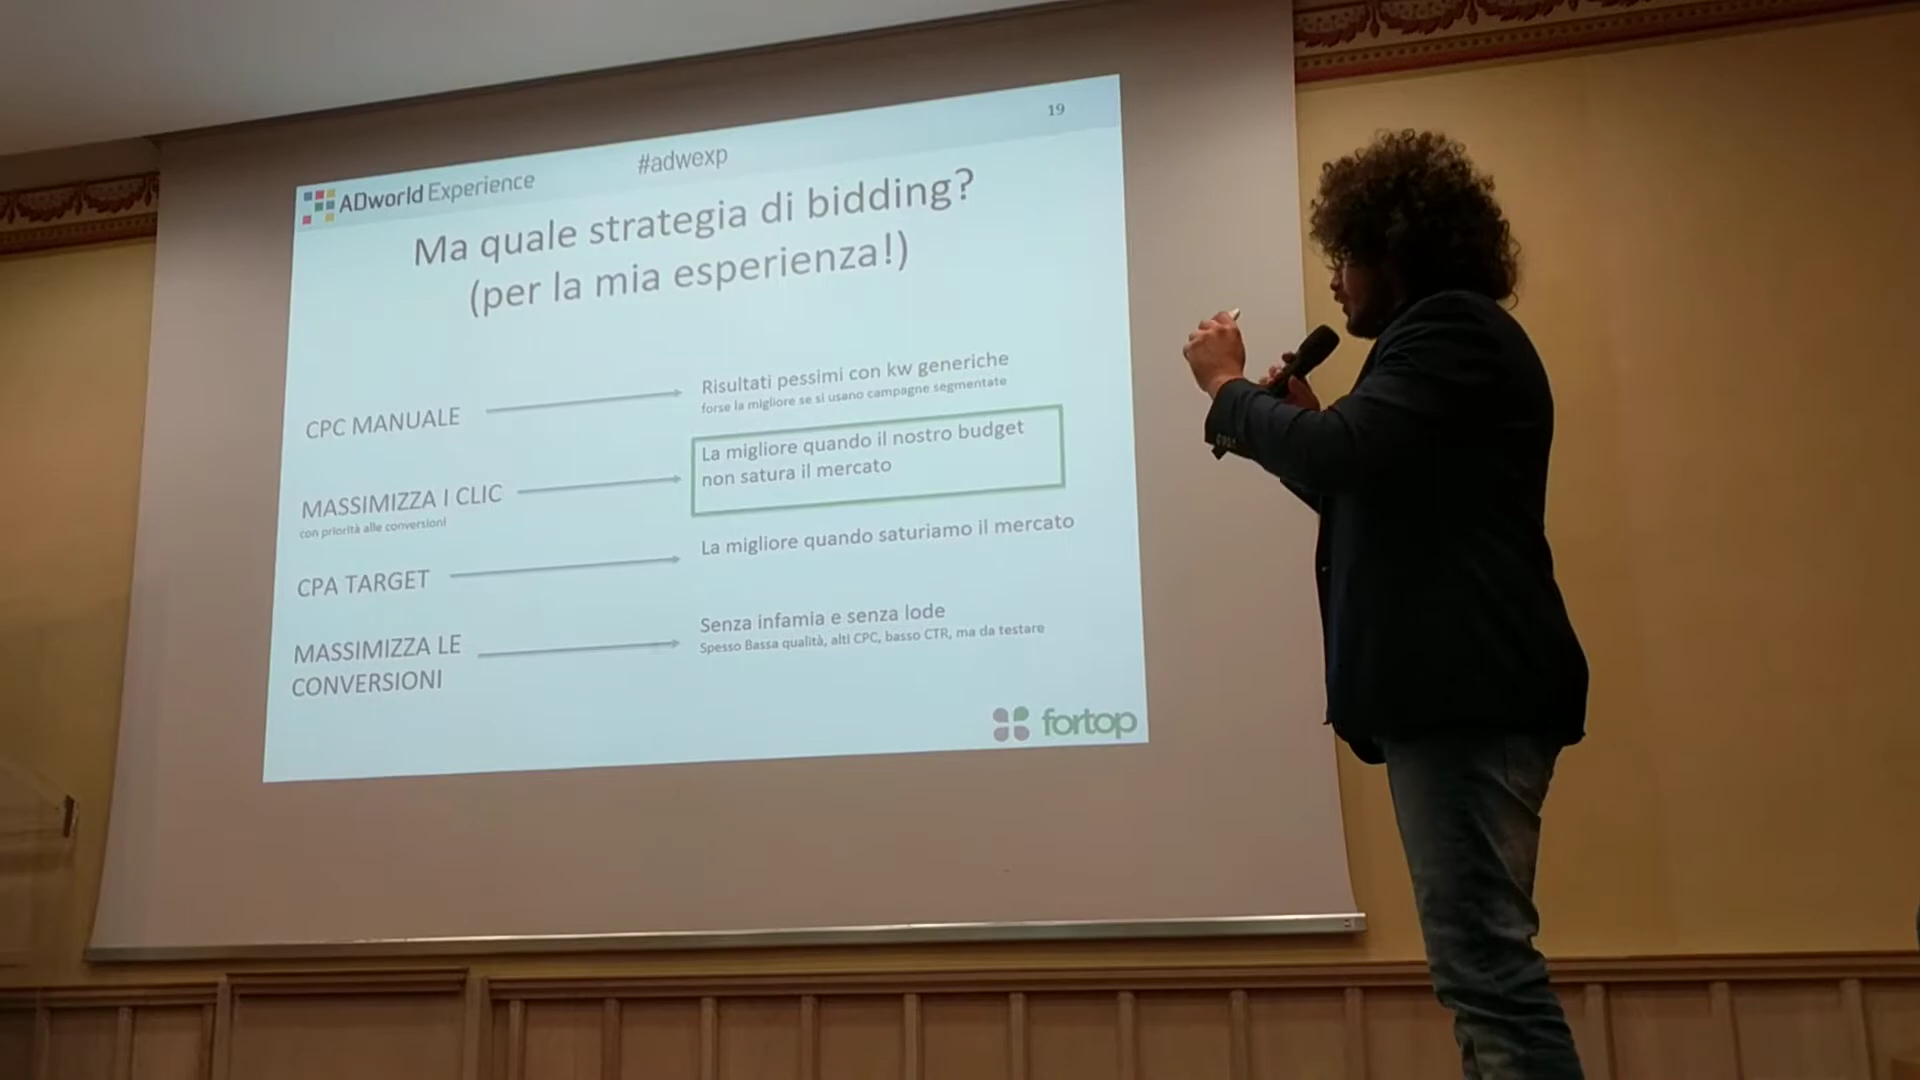 19
ADworld Experience
#adwexp
Ma quale strategia di bidding?
(per la mia esperienza!)
CPC MANUALE
Risultati pessimi con kw generiche
forse la migliore se si usano campagne segmentate
MASSIMIZZA I CLIC
con priorità alle conversioni
La migliore quando il nostro budget
non satura il mercato
CPA TARGET
La migliore quando saturiamo il mercato
MASSIMIZZA LE
CONVERSIONI
Senza infamia e senza lode
Spesso Bassa qualità, alti CPC, basso CTR, ma da testare
fortop